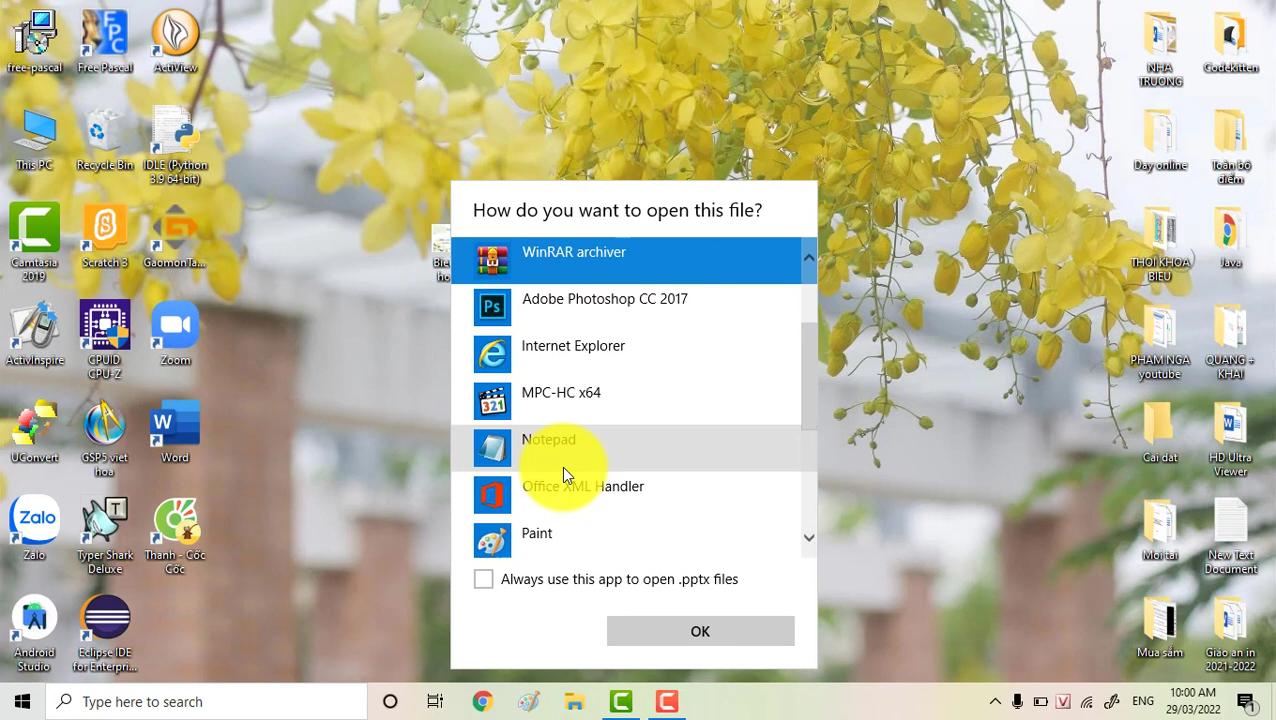 free-pascal
Free Pascal
ActiView
NHA
TRUONG
Codekitten
This PC
Recycle Bin
IDLE (Python
3.9 64-bit)
Day online
Toàn bộ
điểm
Camtasia
2019
Scratch 3
GaomonTa...
THOI KHOA
BIEU
Java
ActivInspire
CPUID
CPU-Z
Zoom
PHAM NGA
youtube
QUANG +
KHAI
UConvert
GSP5 viet
hoa
Word
Cai dat
HD Ultra
Viewer
Zalo
Typer Shark
Deluxe
Thanh - Cốc
Cốc
Moi tai
New Text
Document
Android
Studio
Eclipse IDE
for Enterpri...
Mua sắm
Giáo án in
2021-2022
How do you want to open this file?
WinRAR archiver
Adobe Photoshop CC 2017
Internet Explorer
MPC-HC x64
Notepad
Office XML Handler
Paint
Always use this app to open .pptx files
OK
Type here to search
ENG
10:00 AM
29/03/2022